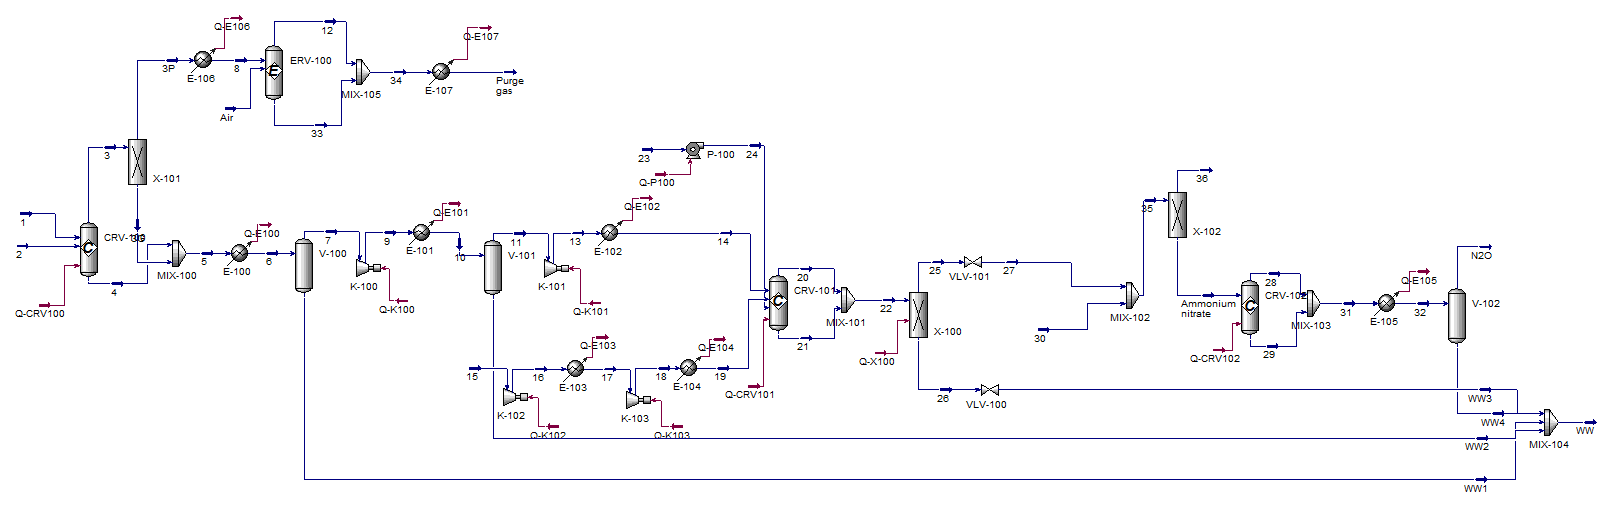 Q-E106
12
Q-E107
ERV-100
3P
8
E
E-106
34
MIX-105
E-107
Purge
gas
Air
33
3
X-101
23
P-100
24
Q-P100
36
1
2
CRV-100
C
3G
4
Q-CRV100
MIX-100
5
Q-E100
E-100
6
7
V-100
9
Q-E101
E-101
10
K-100
Q-K100
11
V-101
13
Q-E102
E-102
14
K-101
Q-K101
15
16
Q-E103
E-103
17
K-102
Q-K102
18
Q-E104
E-104
19
K-103
Q-K103
20
CRV-101
C
21
Q-CRV101
MIX-101
22
25
VLV-101
27
X-100
Q-X100
26
VLV-100
30
MIX-102
35
X-102
Ammonium
nitrate
28
CRV-102
C
29
Q-CRV102
MIX-103
31
Q-E105
E-105
32
N2O
V-102
WW3
WW4
WW2
WW1
MIX-104
WW